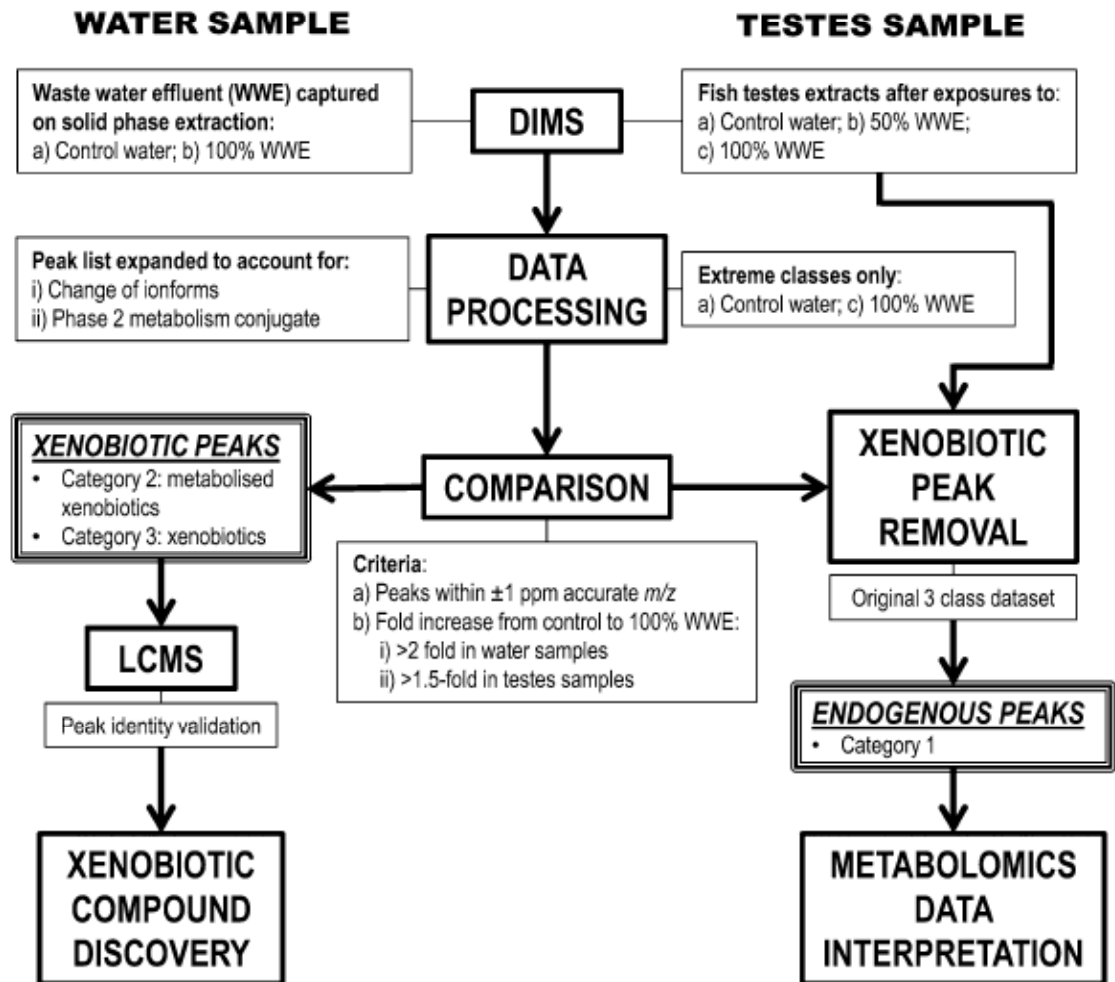 WATER SAMPLE
TESTES SAMPLE
Waste water effluent (WWE) captured
on solid phase extraction:
a) Control water; b) 100% WWE
DIMS
Fish testes extracts after exposures to:
a) Control water; b) 50% WWE;
c) 100% WWE
Peak list expanded to account for:
i) Change of ionforms
ii) Phase 2 metabolism conjugate
DATA
PROCESSING
Extreme classes only:
a) Control water; c) 100% WWE
XENOBIOTIC PEAKS
• Category 2: metabolised
xenobiotics
• Category 3: xenobiotics
COMPARISON
XENOBIOTIC
PEAK
REMOVAL
Criteria:
a) Peaks within ±1 ppm accurate m/z
b) Fold increase from control to 100% WWE:
i) >2 fold in water samples
ii) >1.5-fold in testes samples
Original 3 class dataset
LCMS
Peak identity validation
ENDOGENOUS PEAKS
• Category 1
XENOBIOTIC
COMPOUND
DISCOVERY
METABOLOMICS
DATA
INTERPRETATION